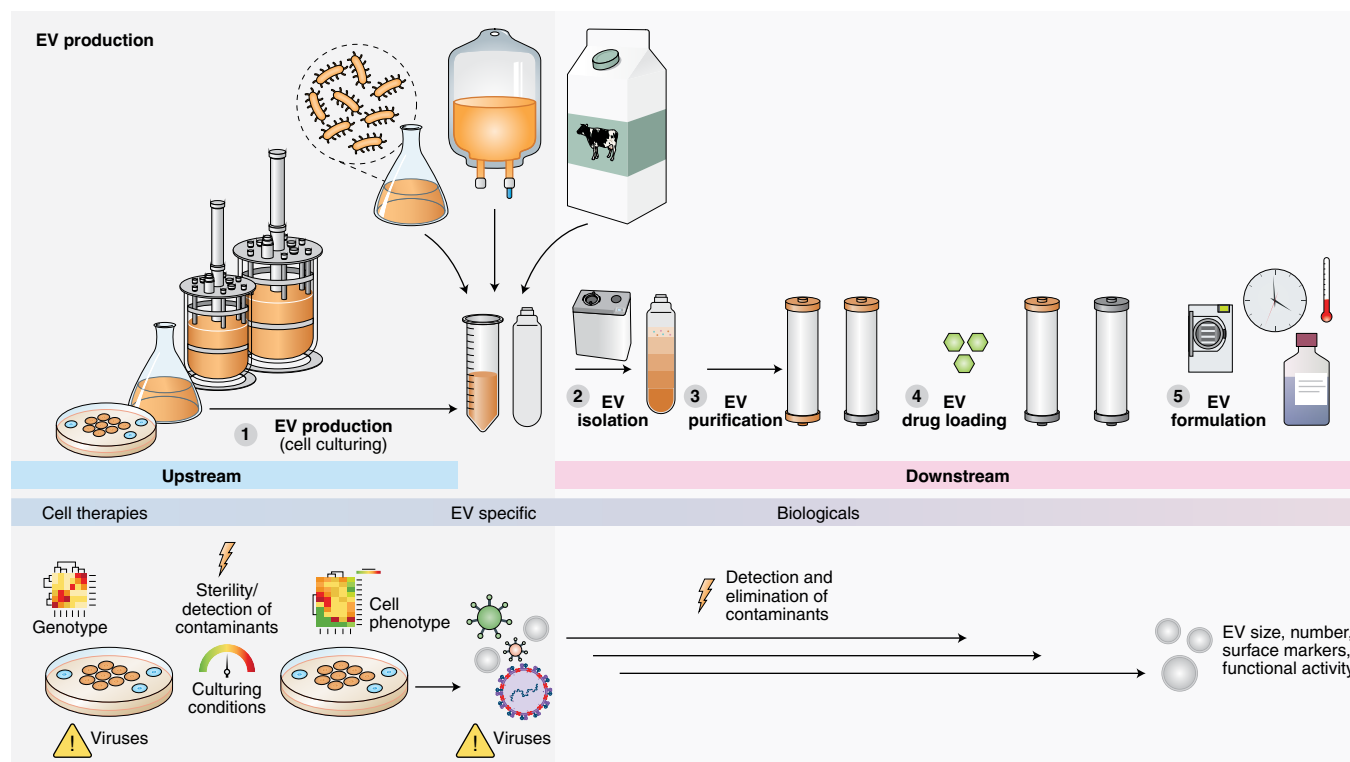 EV production
1
EV production
(cell culturing)
2
EV
isolation
3
EV
purification
4
EV
drug loading
5
EV
formulation
Upstream
Downstream
Cell therapies
EV specific
Biologicals
Genotype
Sterility/
detection of
contaminants
Cell
phenotype
Culturing
conditions
! Viruses
! Viruses
Detection and
elimination of
contaminants
EV size, number,
surface markers,
functional activity